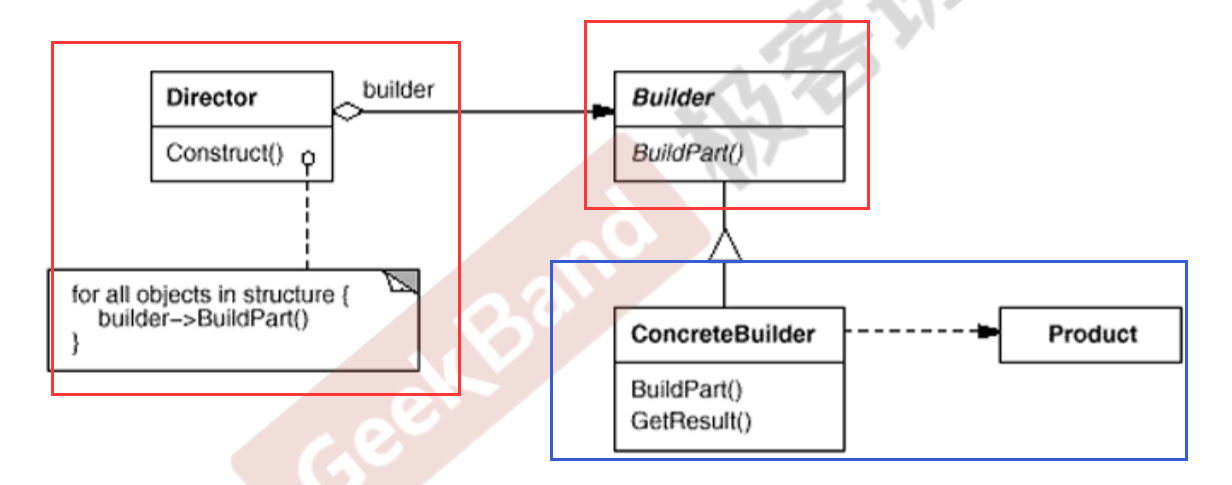 Director
Construct()
builder
Builder
BuildPart()
for all objects in structure {
builder->BuildPart()
}
ConcreteBuilder
BuildPart()
GetResult()
Product
GeekBand
极客班